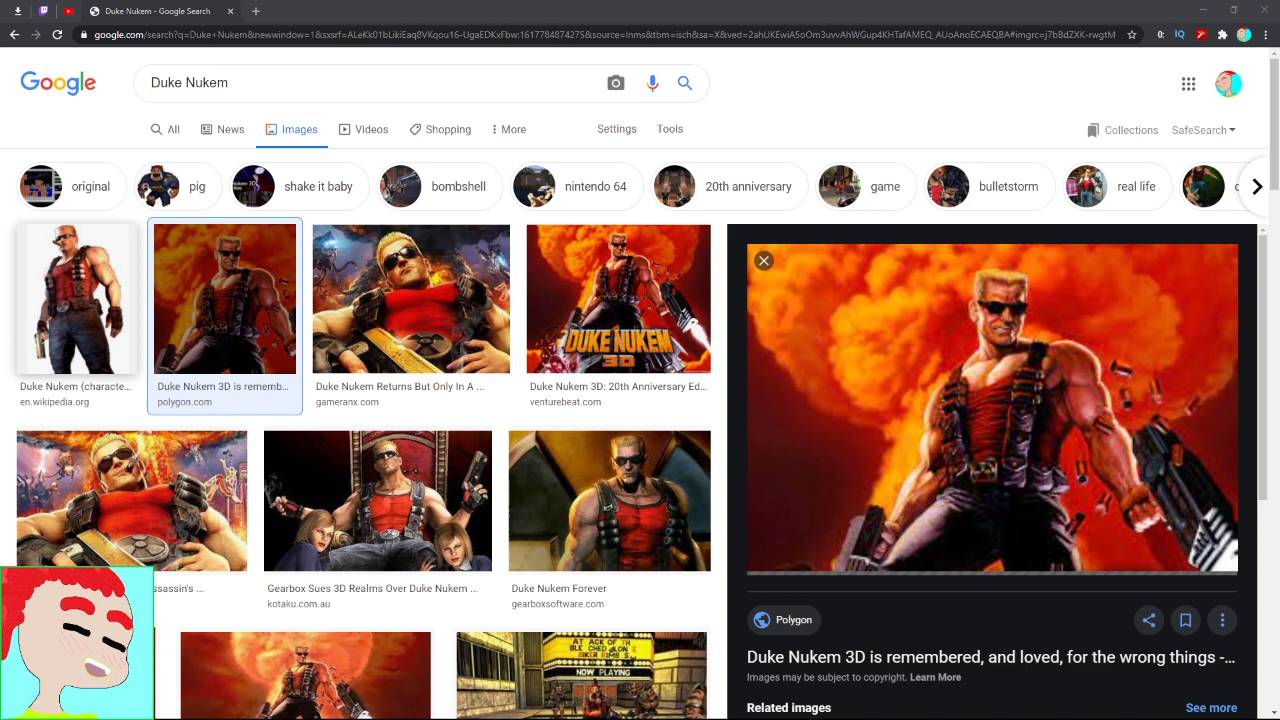 Duke Nukem - Google Search
google.com/search?q=Duke+Nukem&newwindow=1&sxsrf=ALeKk01bLikiEaq8VKqou16-UgaEDKxFbw:1617784874275&source=lnms&tbm=isch&sa=X&ved=2ahUKEwiA5oOm3uvvAhWGup4KHTafAMEQ_AUoAnoECAEQBA#imgrc=j7bBdZXK-rwgtM
Google
Duke Nukem
All
News
Images
Videos
Shopping
More
Settings
Tools
Collections
SafeSearch
original
pig
shake it baby
bombshell
nintendo 64
20th anniversary
game
bulletstorm
real life
DUKE NUKEM
3D
Duke Nukem (characte...
en.wikipedia.org
Duke Nukem 3D is rememb...
polygon.com
Duke Nukem Returns But Only In A ...
gameranx.com
Duke Nukem 3D: 20th Anniversary Ed...
venturebeat.com
ssassin's ...
Gearbox Sues 3D Realms Over Duke Nukem ...
kotaku.com.au
Duke Nukem Forever
gearboxsoftware.com
NOW PLAYING
Polygon
Duke Nukem 3D is remembered, and loved, for the wrong things -...
Images may be subject to copyright. Learn More
Related images
See more